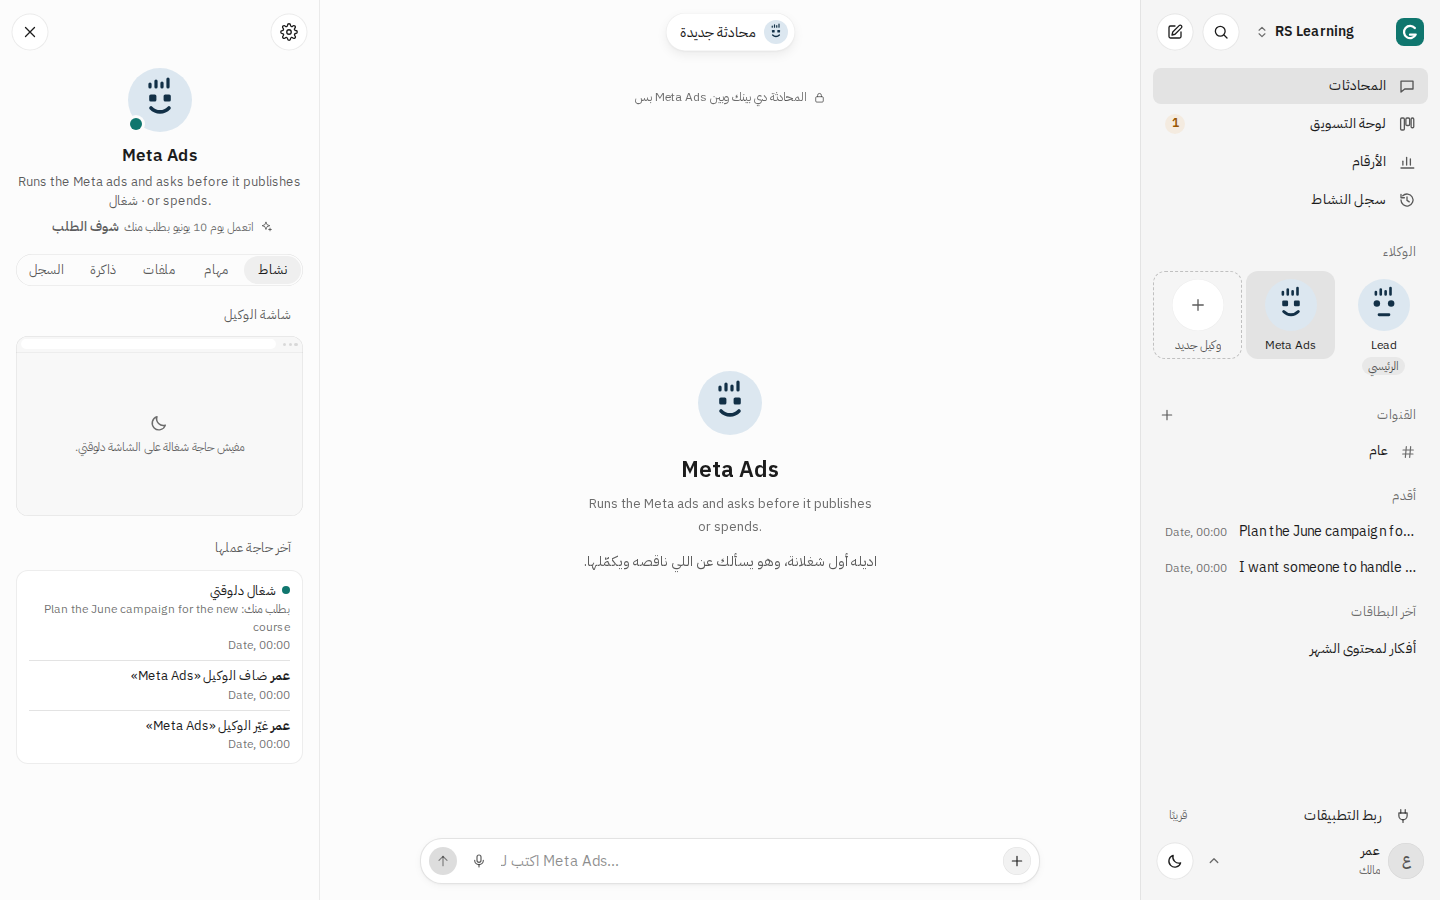 RS Learning
المحادثات
لوحة التسويق
1
الأرقام
سجل النشاط
الوكلاء
Lead
الرئيسي
Meta Ads
وكيل جديد
القنوات
عام
أقدم
Plan the June campaign fo...
Date, 00:00
I want someone to handle ...
Date, 00:00
آخر البطاقات
أفكار لمحتوى الشهر
ربط التطبيقات
قريبًا
ع
عمر
مالك
محادثة جديدة
المحادثة دي بينك وبين Meta Ads بس
Meta Ads
Runs the Meta ads and asks before it publishes
or spends.
اديله أول شغلانة، وهو يسألك عن اللي ناقصه ويكمّلها.
اكتب لـ Meta Ads...
Meta Ads
Runs the Meta ads and asks before it publishes
or spends. · شغال
اتعمل يوم 10 يونيو بطلب منك شوف الطلب
نشاط
مهام
ملفات
ذاكرة
السجل
شاشة الوكيل
مفيش حاجة شغالة على الشاشة دلوقتي.
آخر حاجة عملها
شغال دلوقتي
بطلب منك: Plan the June campaign for the new
course
Date, 00:00
عمر ضاف الوكيل «Meta Ads»
Date, 00:00
عمر غيّر الوكيل «Meta Ads»
Date, 00:00